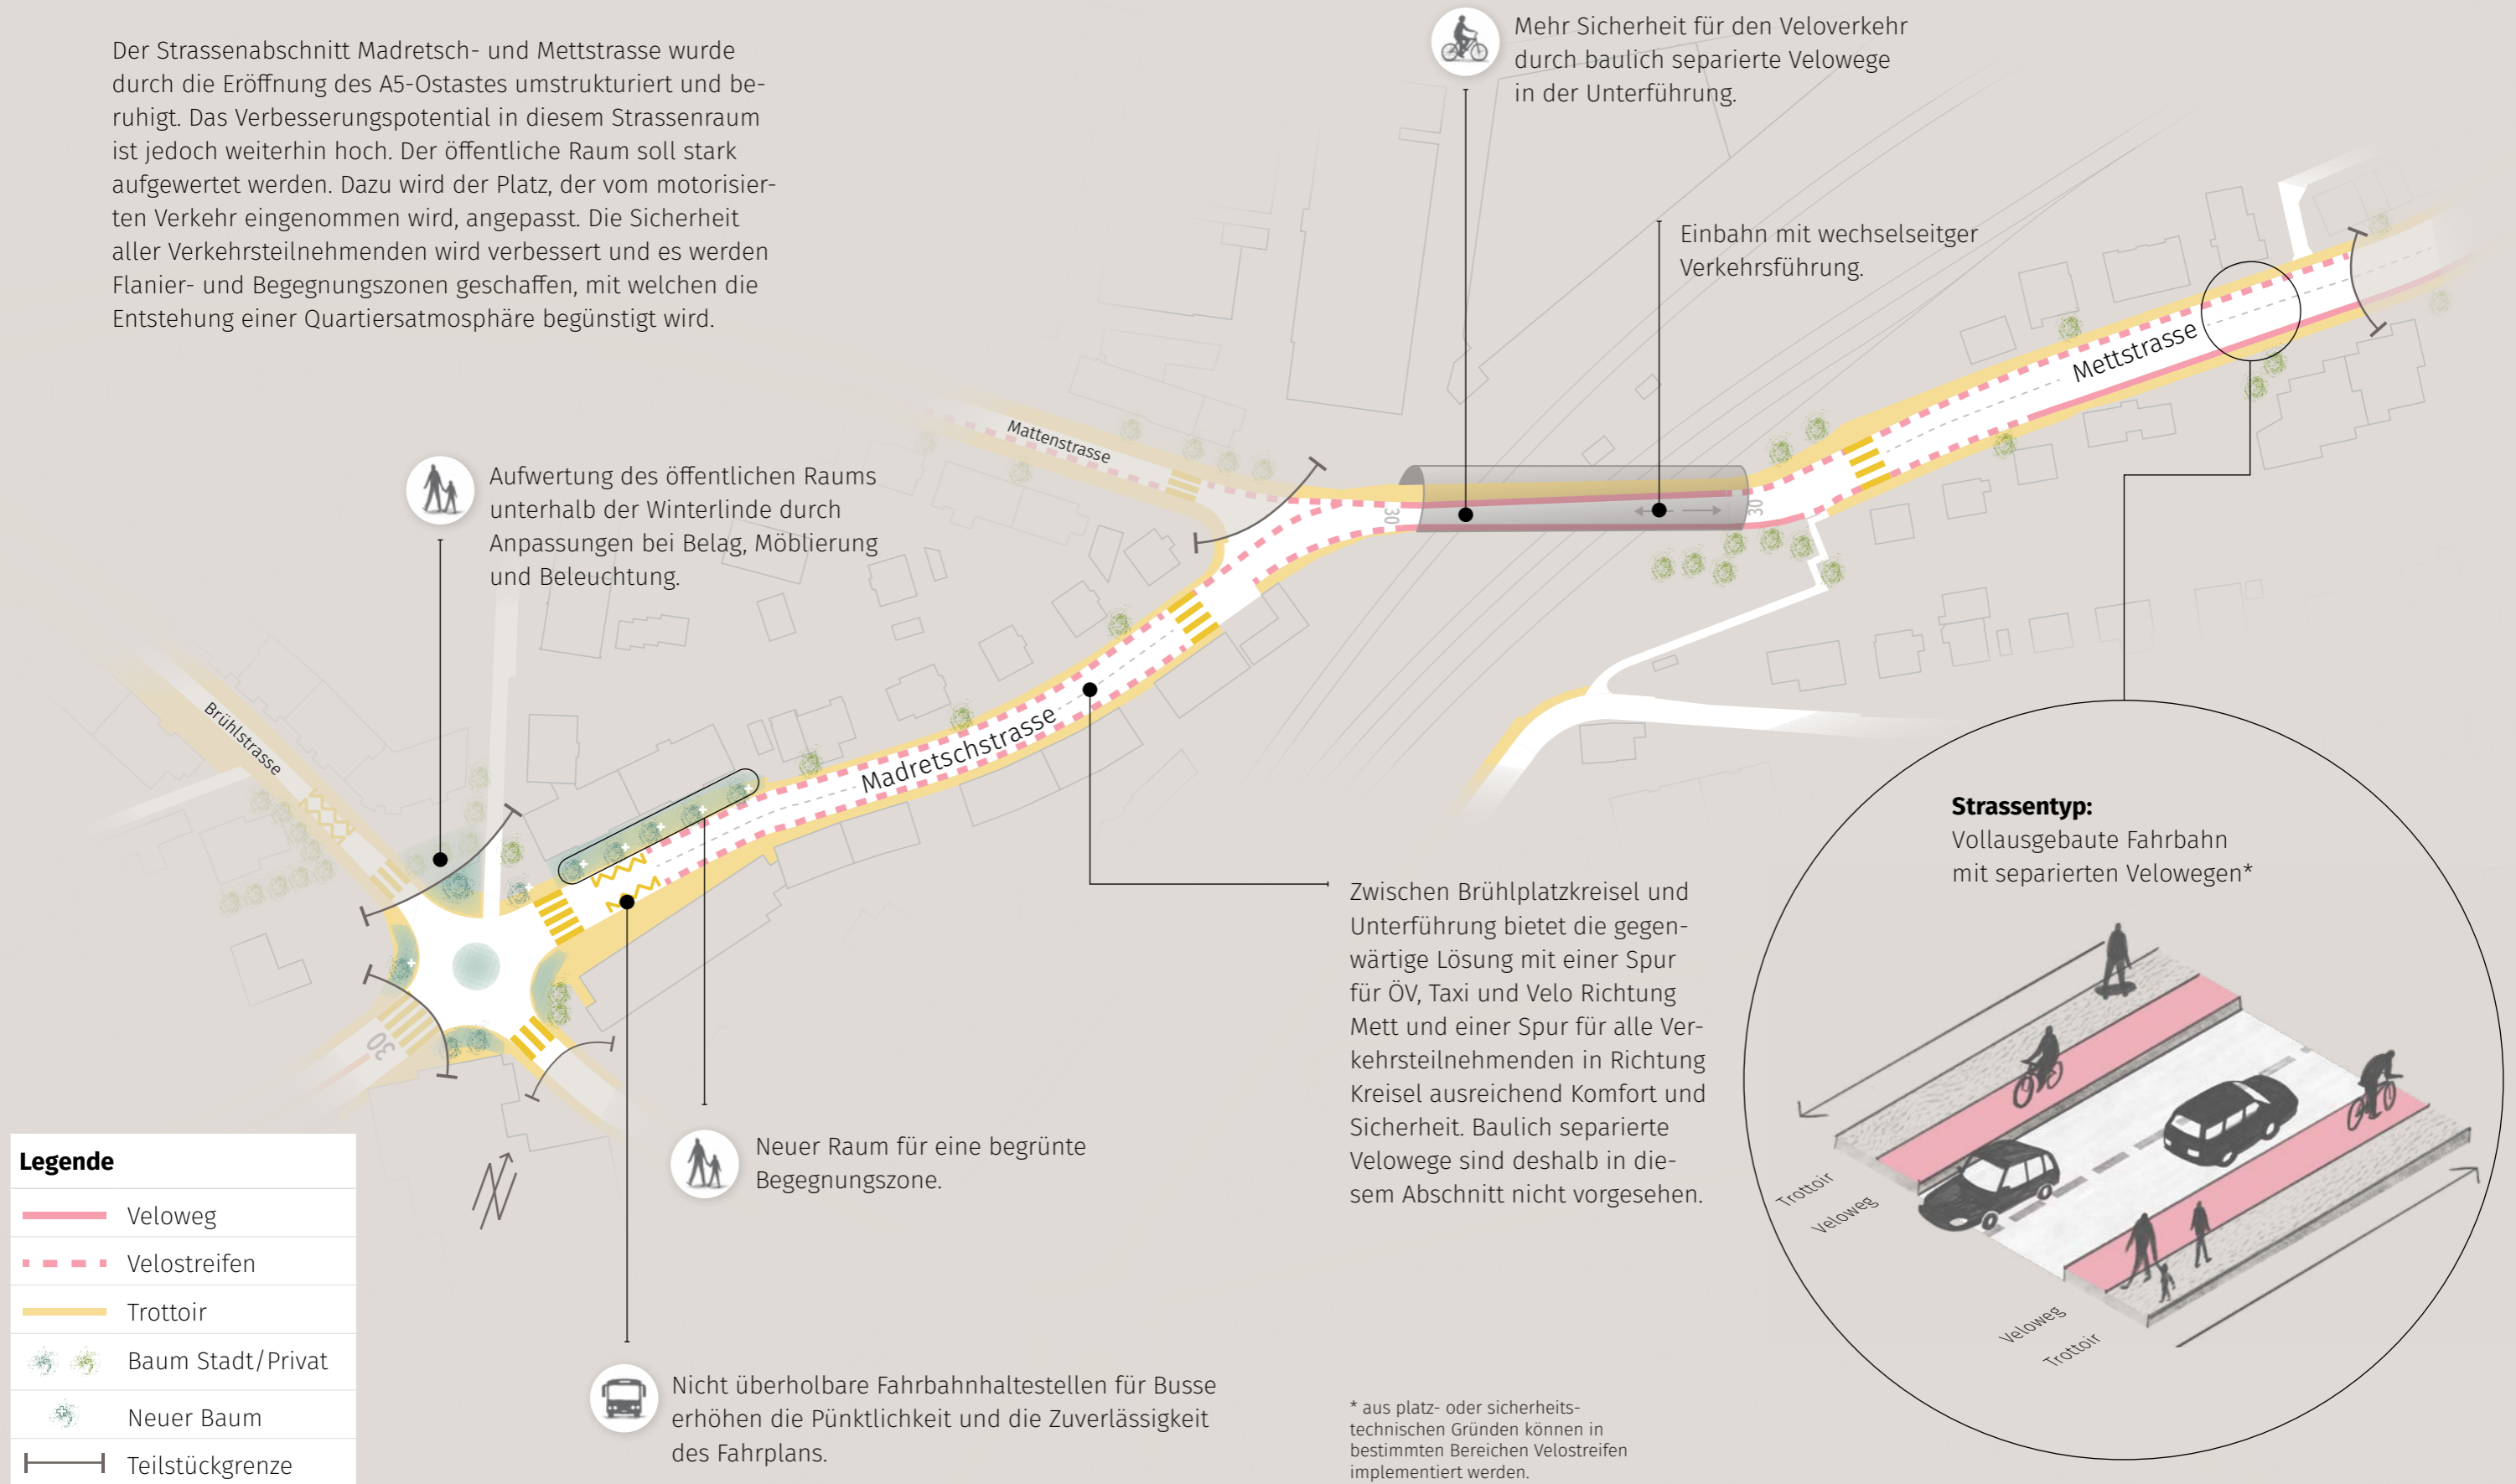 Der Strassenabschnitt Madretsch- und Mettstrasse wurde
durch die Eröffnung des A5-Ostastes umstrukturiert und be-
ruhigt. Das Verbesserungspotential in diesem Strassenraum
ist jedoch weiterhin hoch. Der öffentliche Raum soll stark
aufgewertet werden. Dazu wird der Platz, der vom motorisier-
ten Verkehr eingenommen wird, angepasst. Die Sicherheit
aller Verkehrsteilnehmenden wird verbessert und es werden
Flanier- und Begegnungszonen geschaffen, mit welchen die
Entstehung einer Quartiersatmosphäre begünstigt wird.
Mehr Sicherheit für den Veloverkehr
durch baulich separierte Velowege
in der Unterführung.
Einbahn mit wechselseitger
Verkehrsführung.
Mettstrasse
Mattenstrasse
30
30
Aufwertung des öffentlichen Raums
unterhalb der Winterlinde durch
Anpassungen bei Belag, Möblierung
und Beleuchtung.
Brühlstrasse
Madretschstrasse
30
Zwischen Brühlplatzkreisel und
Unterführung bietet die gegen-
wärtige Lösung mit einer Spur
für ÖV, Taxi und Velo Richtung
Mett und einer Spur für alle Ver-
kehrsteilnehmenden in Richtung
Kreisel ausreichend Komfort und
Sicherheit. Baulich separierte
Velowege sind deshalb in die-
sem Abschnitt nicht vorgesehen.
Strassentyp:
Vollausgebaute Fahrbahn
mit separierten Velowegen*
Trottoir
Veloweg
Veloweg
Trottoir
Neuer Raum für eine begrünte
Begegnungszone.
Nicht überholbare Fahrbahnhaltestellen für Busse
erhöhen die Pünktlichkeit und die Zuverlässigkeit
des Fahrplans.
* aus platz- oder sicherheits-
technischen Gründen können in
bestimmten Bereichen Velostreifen
implementiert werden.
Legende
Veloweg
Velostreifen
Trottoir
Baum Stadt/Privat
Neuer Baum
Teilstückgrenze